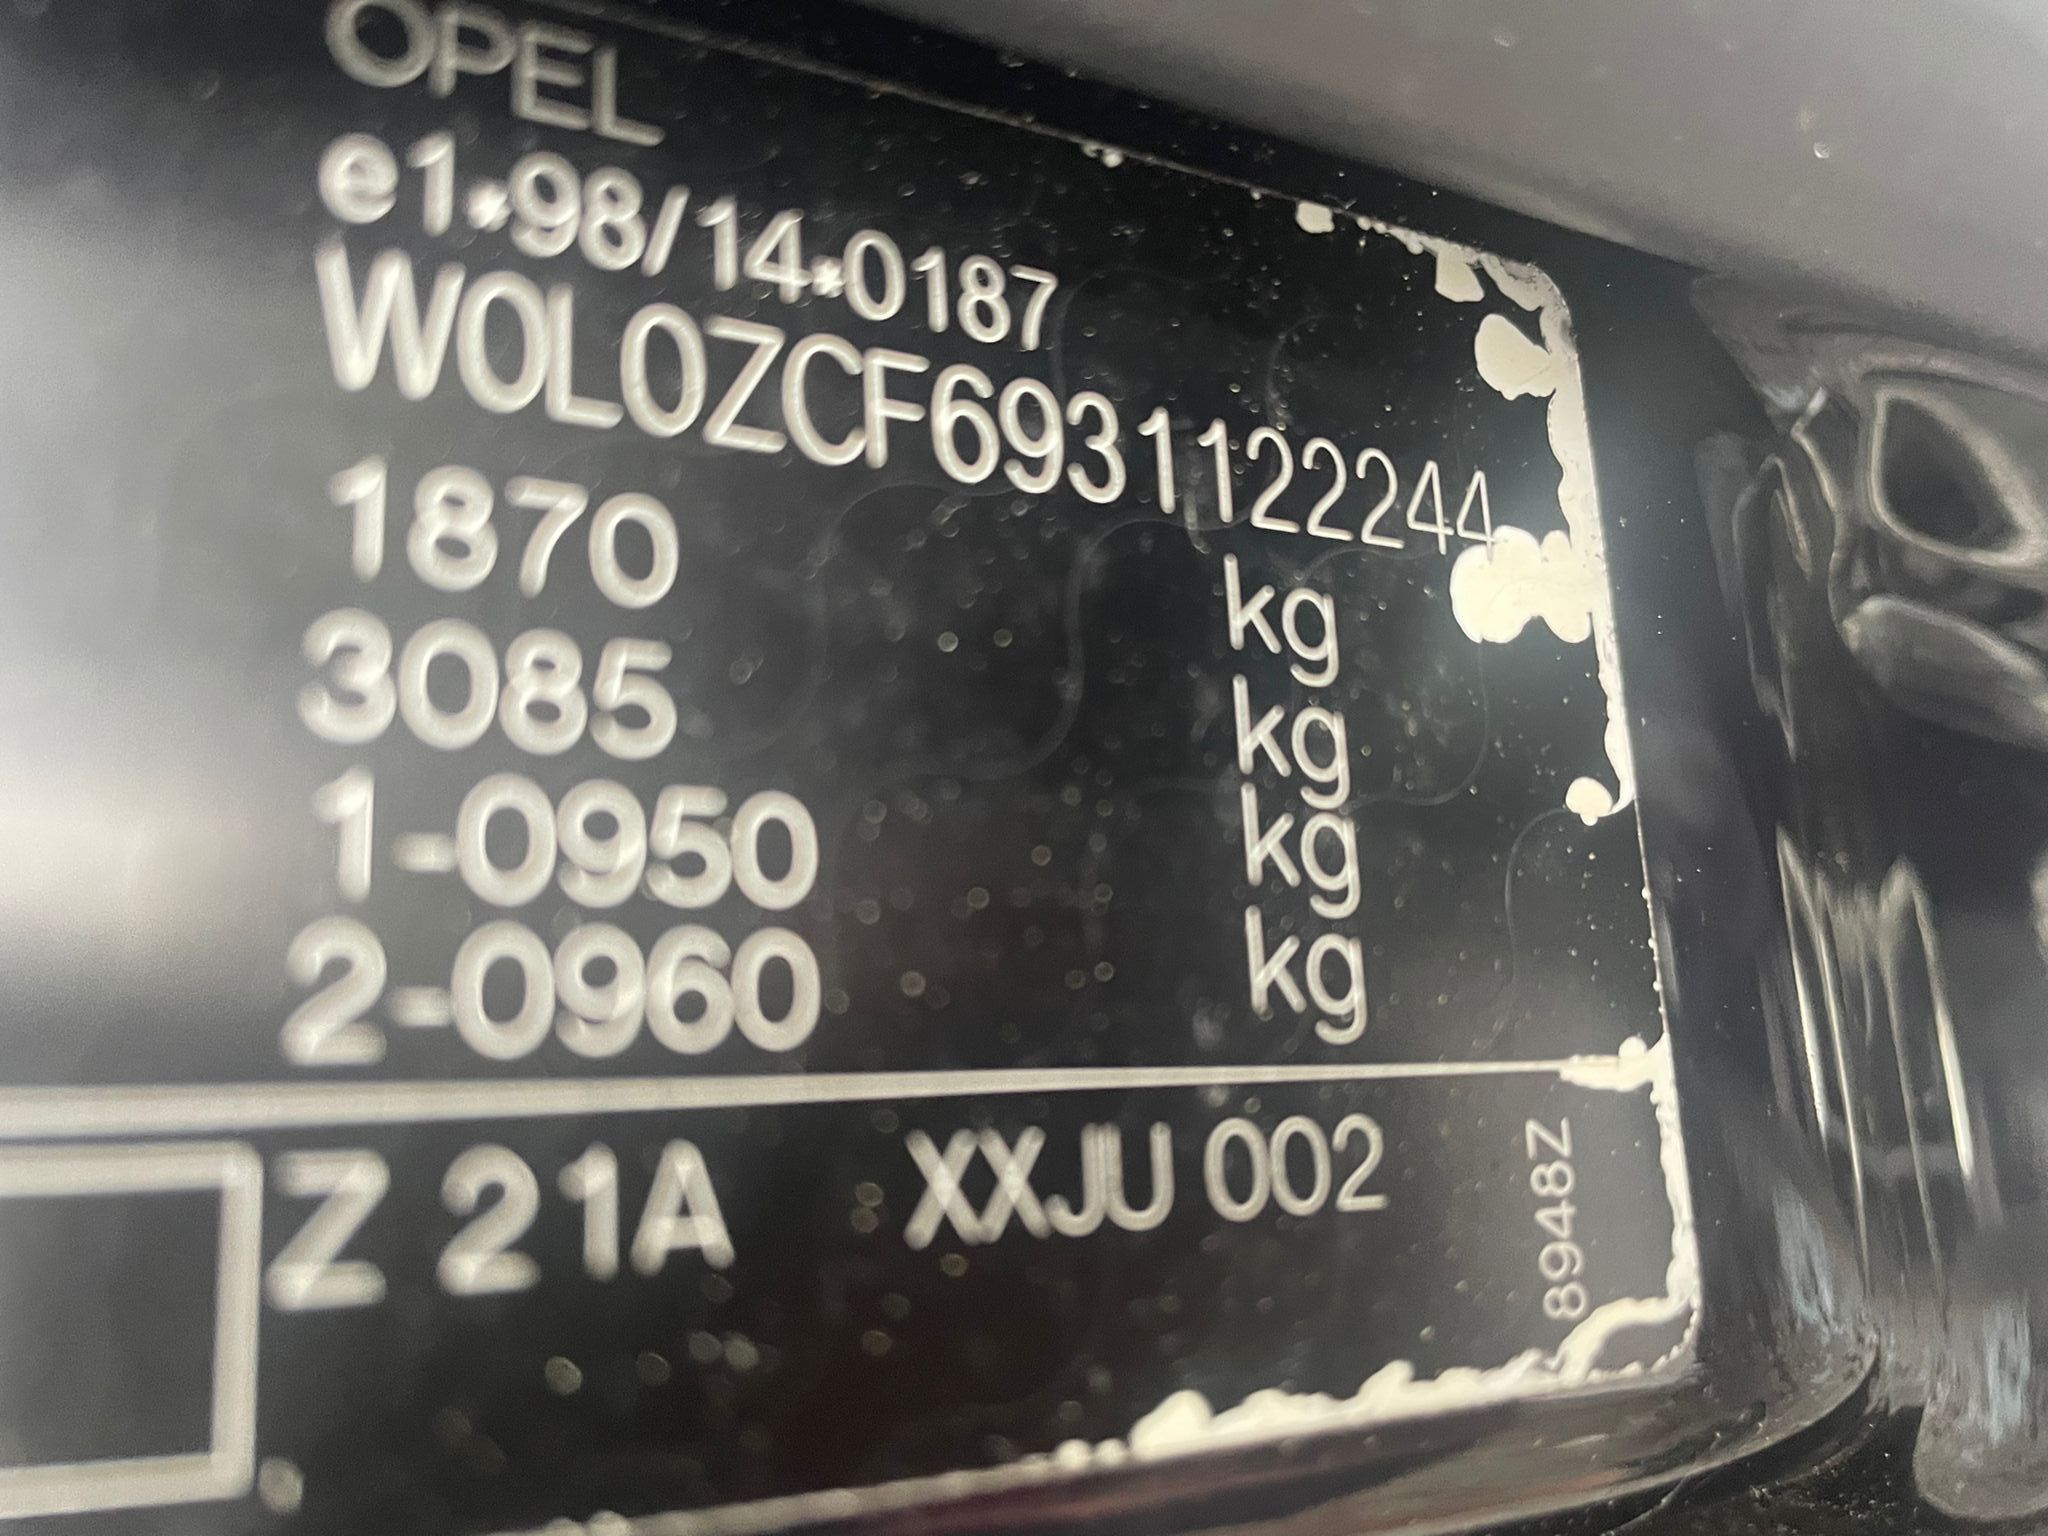 OPEL
e1*98/14*0187
W0L0ZCF6931122244
1870 kg
3085 kg
1-0950 kg
2-0960 kg
Z 21A XXJU 002
8948Z